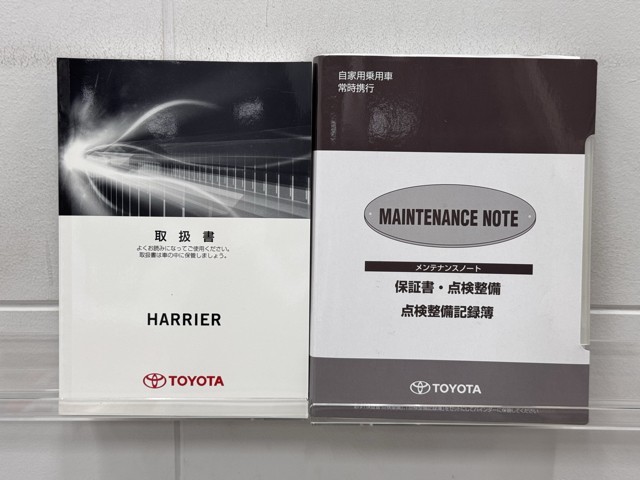 取扱書
よくお読みになってご使用ください。
取扱書は車の中に保管しましょう。
HARRIER
TOYOTA
自家用乗用車
常時携行
MAINTENANCE NOTE
メンテナンスノート
保証書・点検整備
点検整備記録簿
TOYOTA